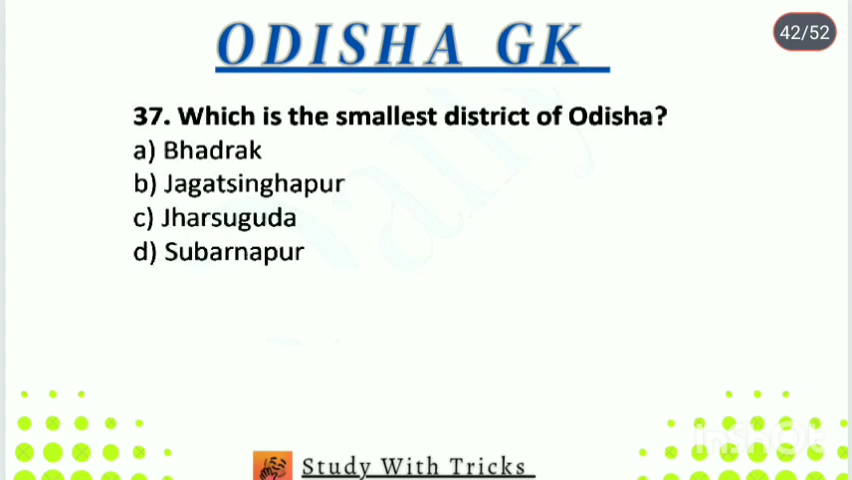 ODISHA GK
42/52
37. Which is the smallest district of Odisha?
a) Bhadrak
b) Jagatsinghapur
c) Jharsuguda
d) Subarnapur
InShOt
Study With Tricks